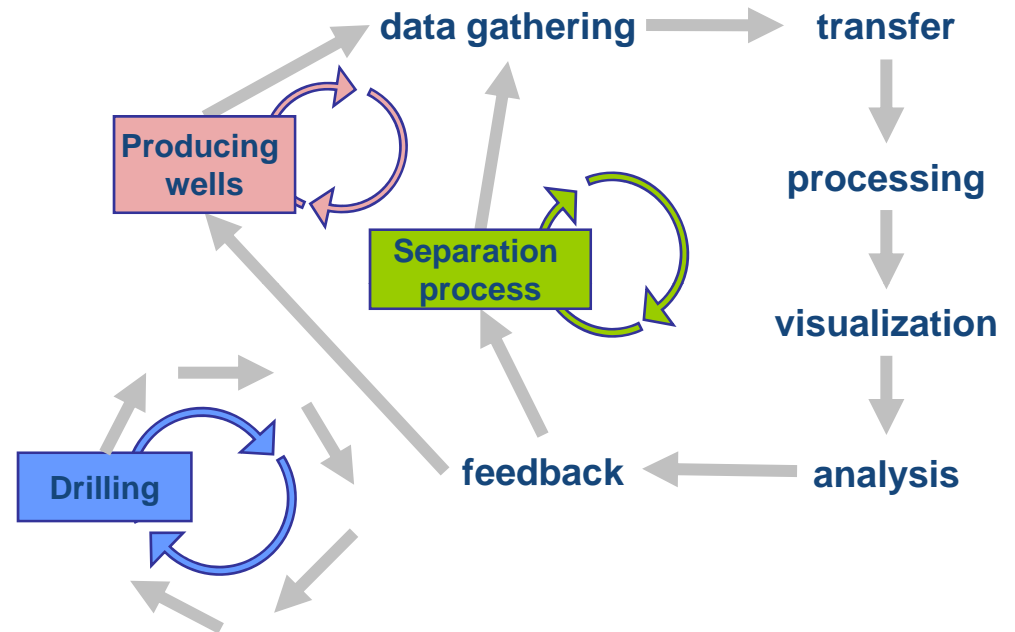 data gathering
transfer
Producing
wells
processing
Separation
process
visualization
Drilling
feedback
analysis